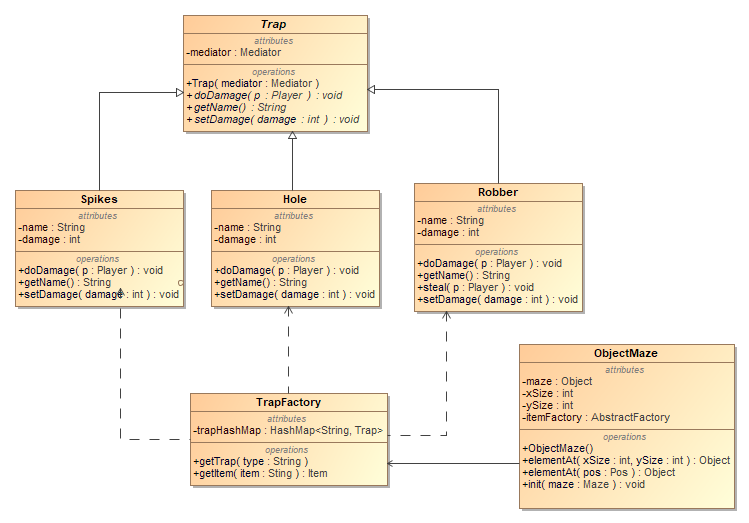 Trap
attributes
-mediator : Mediator
operations
+Trap( mediator : Mediator )
+doDamage( p : Player ) : void
+getName() : String
+setDamage( damage : int ) : void
Spikes
attributes
-name : String
-damage : int
operations
+doDamage( p : Player ) : void
+getName() : String
+setDamage( damage : int ) : void
Hole
attributes
-name : String
-damage : int
operations
+doDamage( p : Player ) : void
+getName() : String
+setDamage( damage : int ) : void
Robber
attributes
-name : String
-damage : int
operations
+doDamage( p : Player ) : void
+getName() : String
+steal( p : Player ) : void
+setDamage( damage : int ) : void
TrapFactory
attributes
-trapHashMap : HashMap<String, Trap>
operations
+getTrap( type : String )
+getItem( item : Sting ) : Item
ObjectMaze
attributes
-maze : Object
-xSize : int
-ySize : int
-itemFactory : AbstractFactory
operations
+ObjectMaze()
+elementAt( xSize : int, ySize : int ) : Object
+elementAt( pos : Pos ) : Object
+init( maze : Maze ) : void